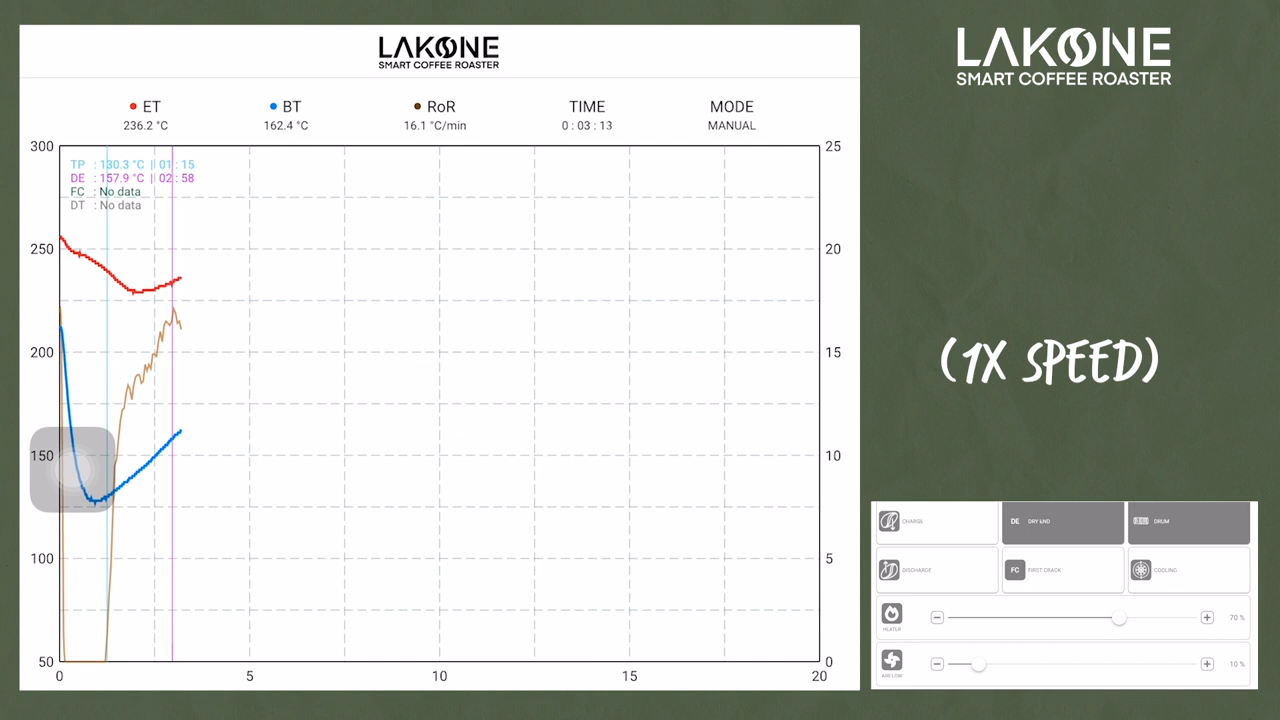 LAKONE
SMART COFFEE ROASTER
LAKONE
SMART COFFEE ROASTER
ET BT RoR TIME MODE
236.2 °C 162.4 °C 16.1 °C/min 0 : 03 : 13 MANUAL
300 25
TP : 130.3 °C || 01 : 15
DE : 157.9 °C || 02 : 58
FC : No data
DT : No data
250 20
200 15
150 10
100 5
50 0
0 5 10 15 20
(1X SPEED)
CHARGE DE DRY END DRUM
DISCHARGE FC FIRST CRACK COOLING
70 %
HEATER
10 %
AIRFLOW